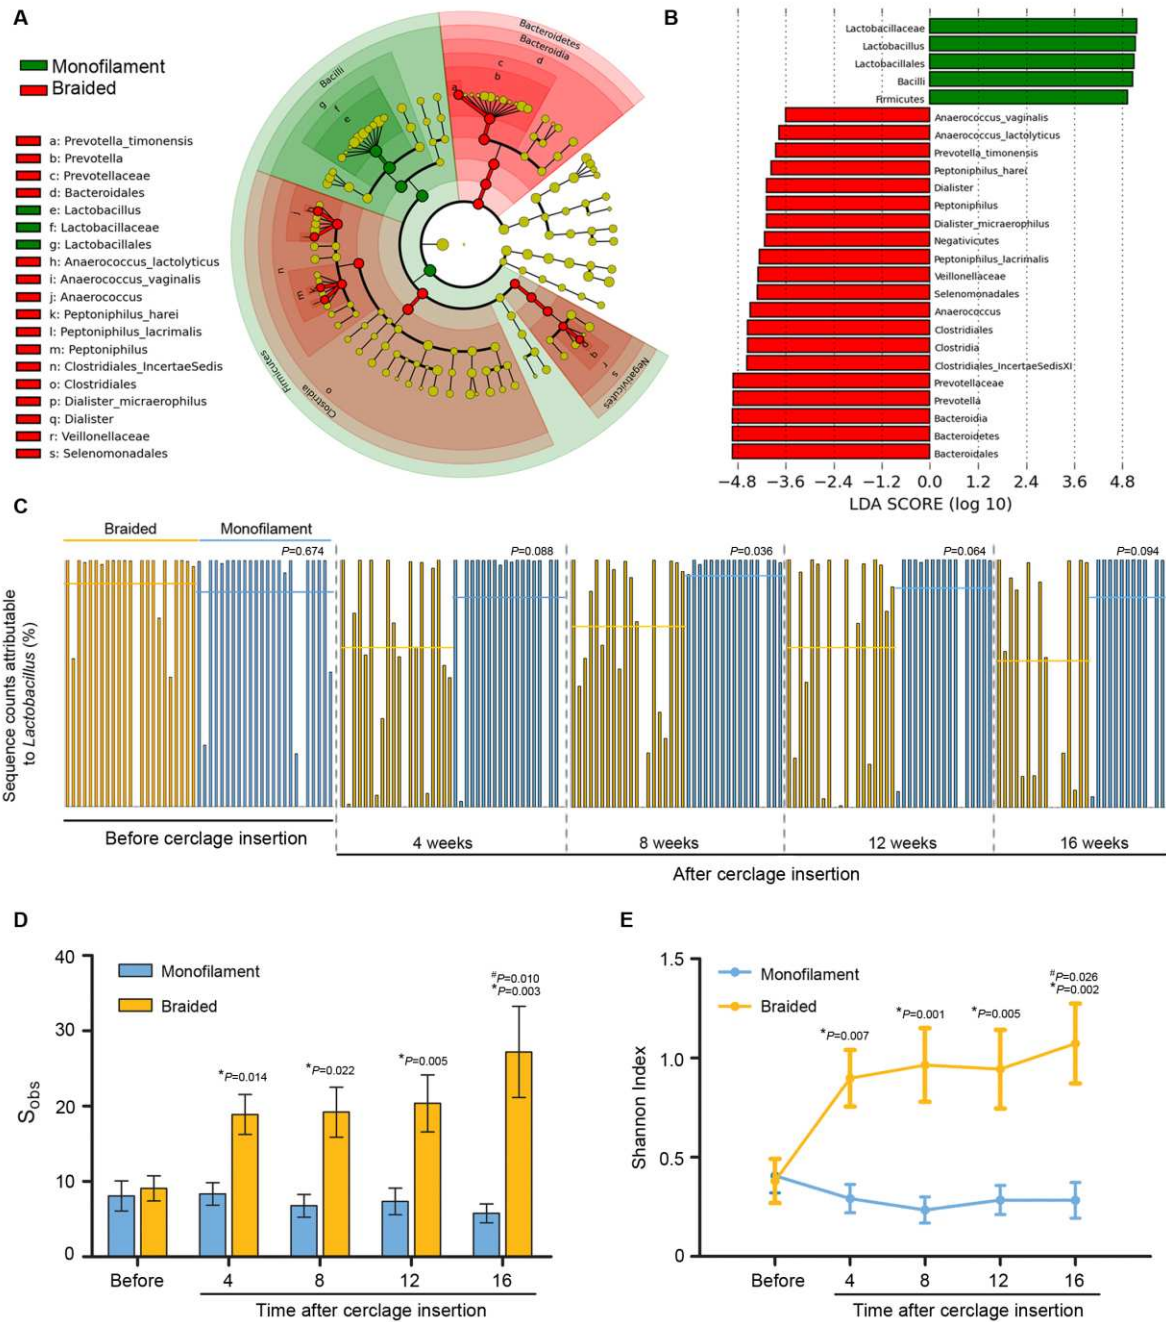 A
Monofilament
Braided
a: Prevotella_timonensis
b: Prevotella
c: Prevotellaceae
d: Bacteroidales
e: Lactobacillus
f: Lactobacillaceae
g: Lactobacillales
h: Anaerococcus_lactolyticus
i: Anaerococcus_vaginalis
j: Anaerococcus
k: Peptoniphilus_harei
l: Peptoniphilus_lacrimalis
m: Peptoniphilus
n: Clostridiales_IncertaeSedis
o: Clostridiales
p: Dialister_micraerophilus
q: Dialister
r: Veillonellaceae
s: Selenomonadales
Bacteroidetes
Bacteroidia
d
c
b
a
Bacilli
g
f
e
j
n
m
o
Firmicutes
Clostridia
q
r
s
Negativicutes
B
Lactobacillaceae
Lactobacillus
Lactobacillales
Bacilli
Firmicutes
Anaerococcus_vaginalis
Anaerococcus_lactolyticus
Prevotella_timonensis
Peptoniphilus_harei
Dialister
Peptoniphilus
Dialister_micraerophilus
Negativicutes
Peptoniphilus_lacrimalis
Veillonellaceae
Selenomonadales
Anaerococcus
Clostridiales
Clostridia
Clostridiales_IncertaeSedisXI
Prevotellaceae
Prevotella
Bacteroidia
Bacteroidetes
Bacteroidales
−4.8 −3.6 −2.4 −1.2 0.0 1.2 2.4 3.6 4.8
LDA SCORE (log 10)
C
Braided Monofilament
P=0.674 P=0.088 P=0.036 P=0.064 P=0.094
Sequence counts attributable
to Lactobacillus (%)
Before cerclage insertion
4 weeks 8 weeks 12 weeks 16 weeks
After cerclage insertion
D
Monofilament
Braided
40
30
20
10
0
Sobs
*P=0.014
*P=0.022
*P=0.005
#P=0.010
*P=0.003
Before 4 8 12 16
Time after cerclage insertion
E
Monofilament
Braided
1.5
1.0
0.5
0
Shannon Index
*P=0.007
*P=0.001
*P=0.005
#P=0.026
*P=0.002
Before 4 8 12 16
Time after cerclage insertion